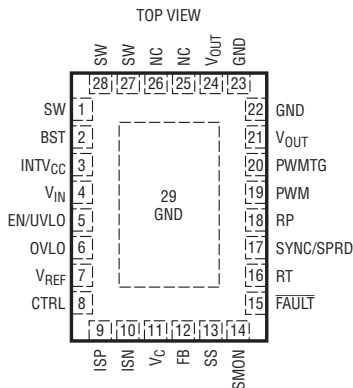 TOP VIEW
SW SW NC NC VOUT GND
28 27 26 25 24 23
SW 1
BST 2
INTVCC 3
VIN 4
EN/UVLO 5
OVLO 6
VREF 7
CTRL 8
29
GND
22 GND
21 VOUT
20 PWMTG
19 PWM
18 RP
17 SYNC/SPRD
16 RT
15 FAULT
9 10 11 12 13 14
ISP ISN VC FB SS SMON